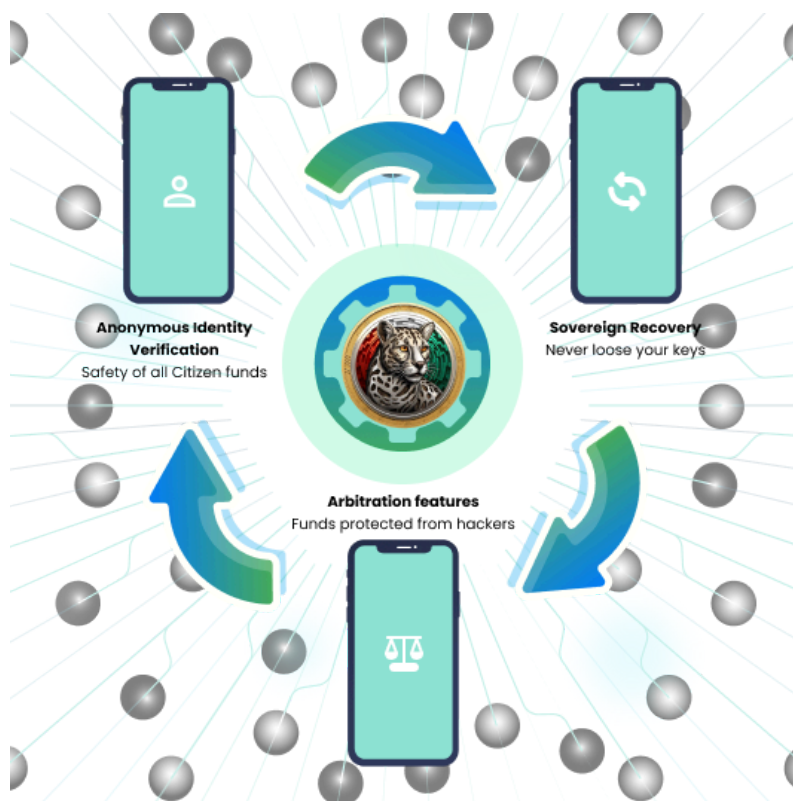 Anonymous Identity
Verification
Safety of all Citizen funds
Sovereign Recovery
Never loose your keys
Arbitration features
Funds protected from hackers